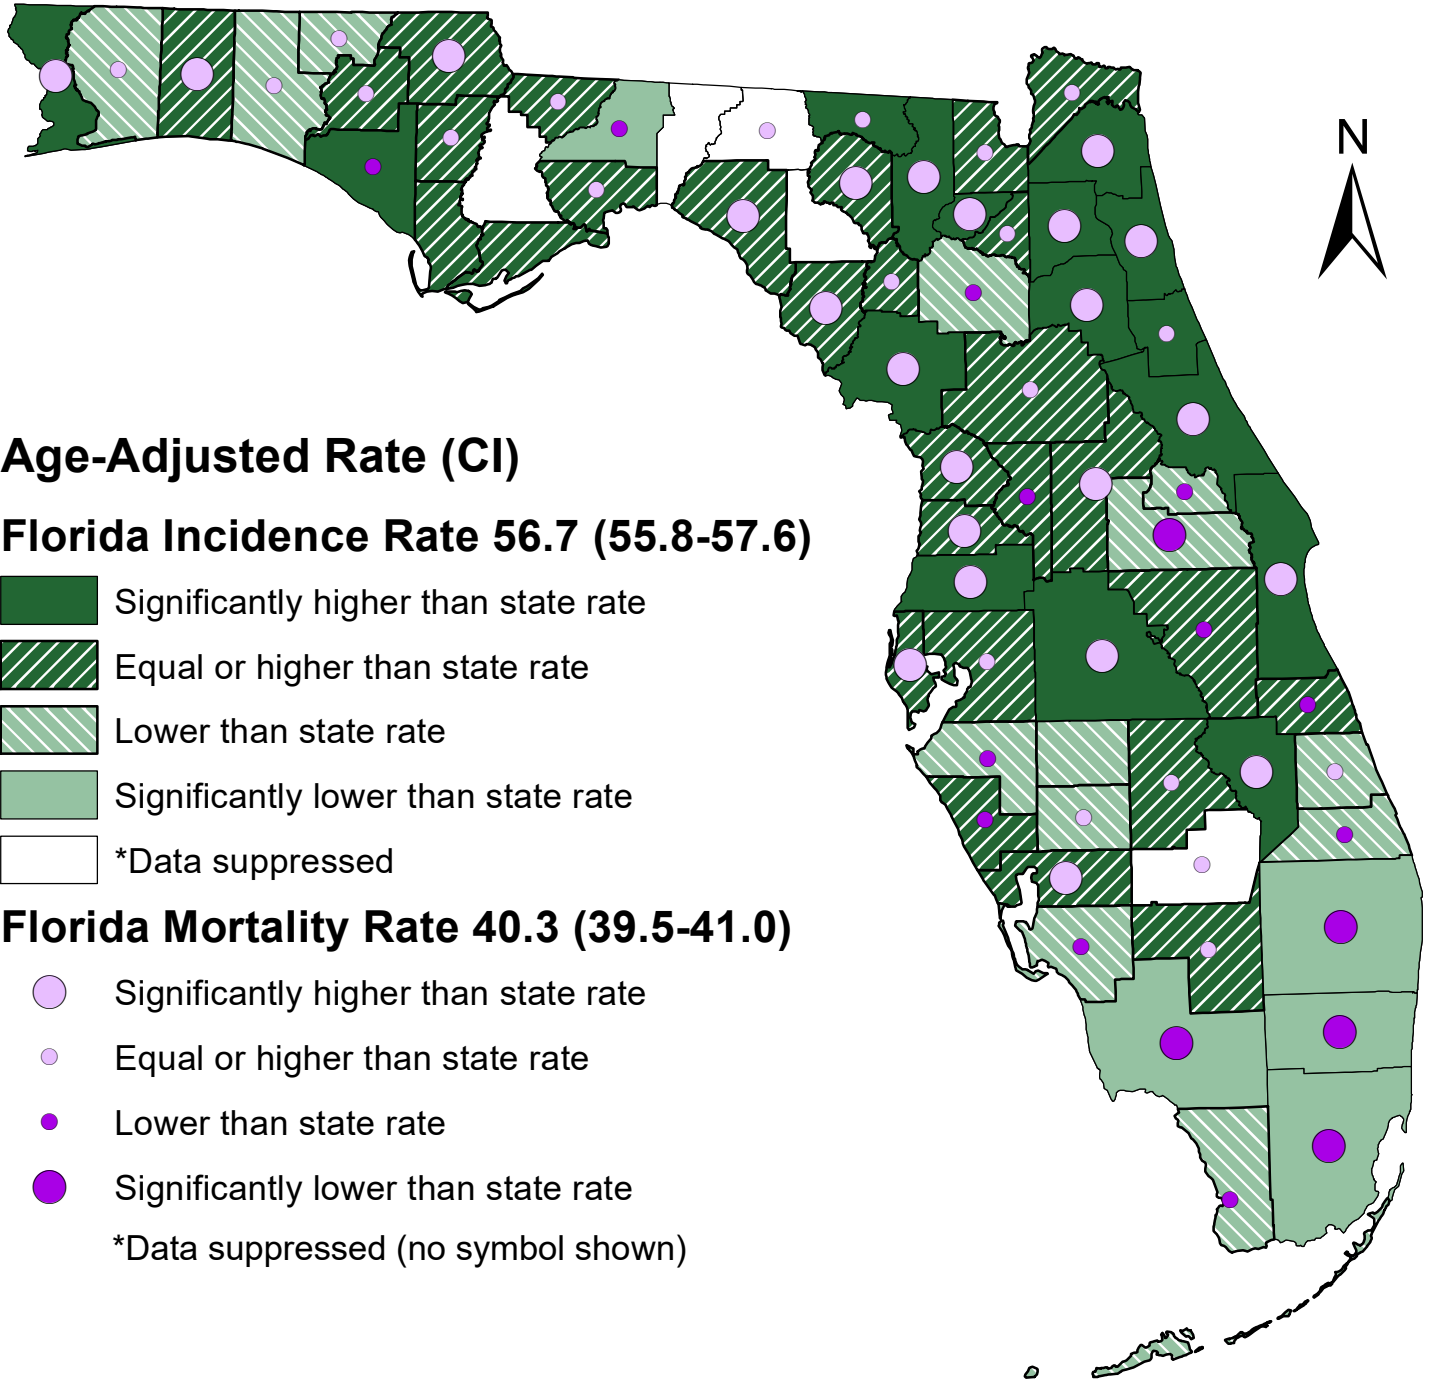 N
Age-Adjusted Rate (CI)
Florida Incidence Rate 56.7 (55.8-57.6)
Significantly higher than state rate
Equal or higher than state rate
Lower than state rate
Significantly lower than state rate
*Data suppressed
Florida Mortality Rate 40.3 (39.5-41.0)
Significantly higher than state rate
Equal or higher than state rate
Lower than state rate
Significantly lower than state rate
*Data suppressed (no symbol shown)